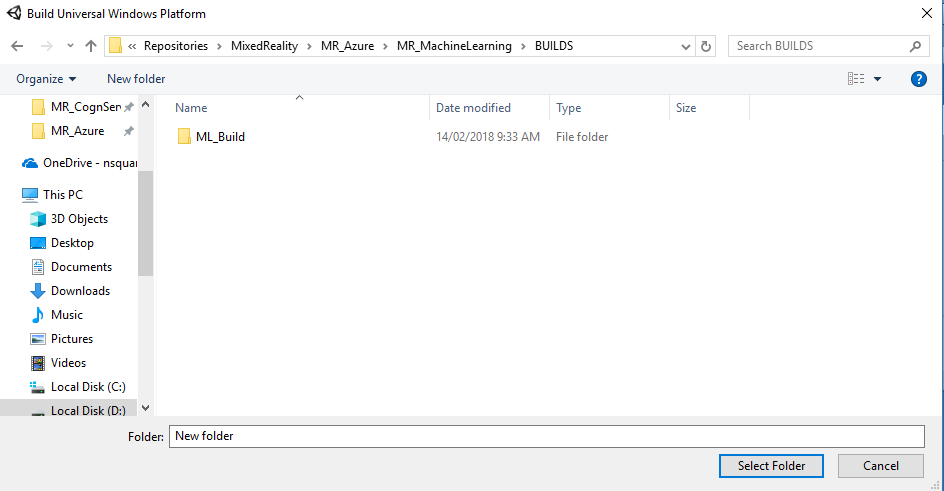 Build Universal Windows Platform
« Repositories > MixedReality > MR_Azure > MR_MachineLearning > BUILDS
Search BUILDS
Organize
New folder
MR_CognSer
MR_Azure
OneDrive - nsqua
This PC
3D Objects
Desktop
Documents
Downloads
Music
Pictures
Videos
Local Disk (C:)
Local Disk (D:)
Name Date modified Type Size
ML_Build 14/02/2018 9:33 AM File folder
Folder: New folder
Select Folder Cancel